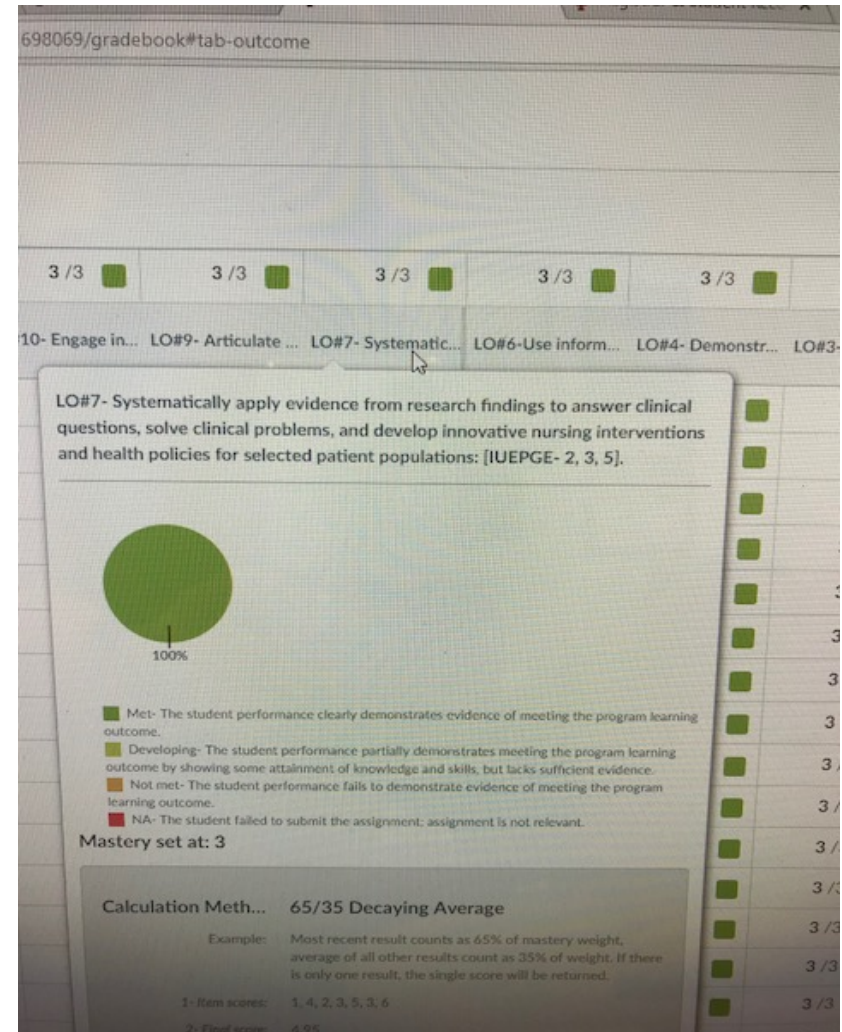 698069/gradebook#tab-outcome
3 /3 3 /3 3 /3 3 /3 3 /3
10- Engage in... LO#9- Articulate ... LO#7- Systematic... LO#6-Use inform... LO#4- Demonstr... LO#3-
LO#7- Systematically apply evidence from research findings to answer clinical
questions, solve clinical problems, and develop innovative nursing interventions
and health policies for selected patient populations: [IUEPGE- 2, 3, 5].
100%
Met- The student performance clearly demonstrates evidence of meeting the program learning
outcome.
Developing- The student performance partially demonstrates meeting the program learning
outcome by showing some attainment of knowledge and skills, but lacks sufficient evidence.
Not met- The student performance fails to demonstrate evidence of meeting the program
learning outcome.
NA- The student failed to submit the assignment; assignment is not relevant.
Mastery set at: 3
Calculation Meth... 65/35 Decaying Average
Example: Most recent result counts as 65% of mastery weight,
average of all other results count as 35% of weight. If there
is only one result, the single score will be returned.
1- Item scores: 1, 4, 2, 3, 5, 3, 6
2- Final score: 4.95
3
3
3
3
3 /
3 /
3 /
3 /3
3 /3
3 /3